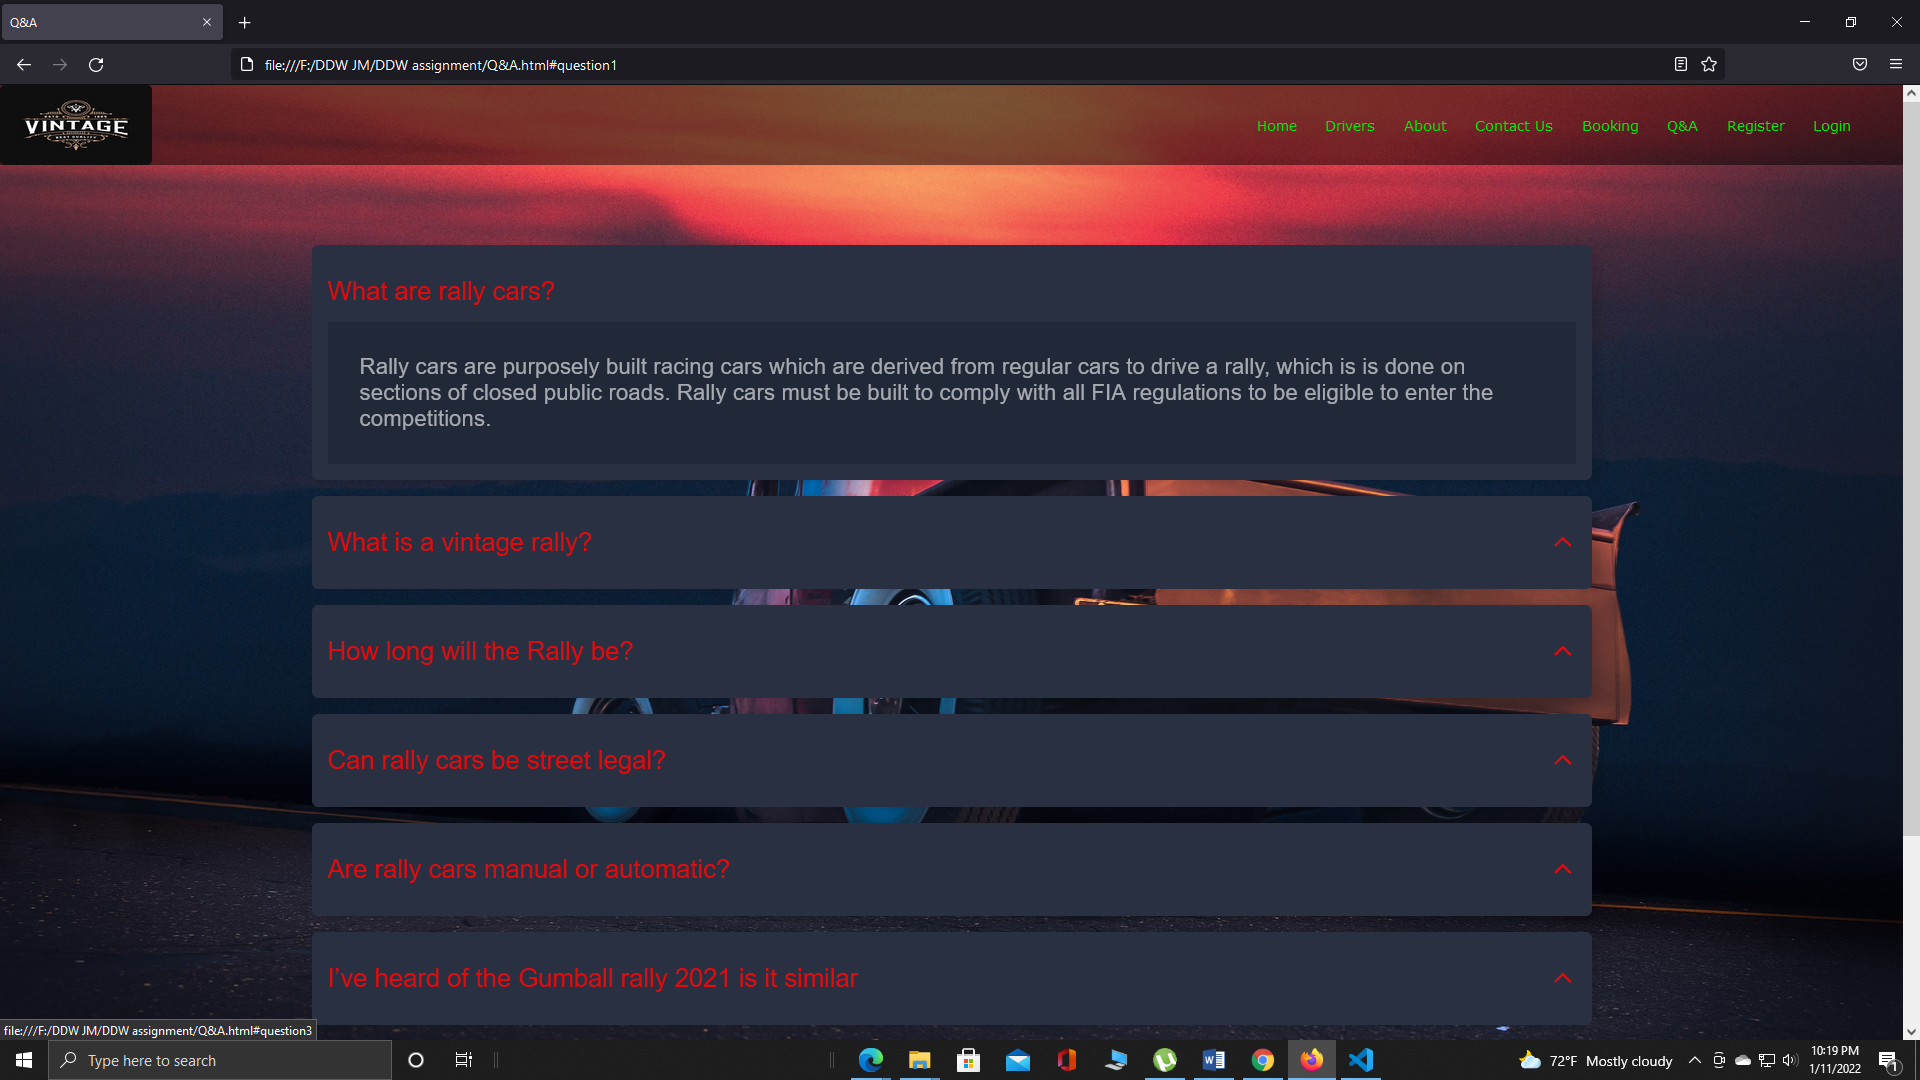 Q&A
file:///F:/DDW JM/DDW assignment/Q&A.html#question1
VINTAGE
Home Drivers About Contact Us Booking Q&A Register Login
What are rally cars?
Rally cars are purposely built racing cars which are derived from regular cars to drive a rally, which is is done on
sections of closed public roads. Rally cars must be built to comply with all FIA regulations to be eligible to enter the
competitions.
What is a vintage rally?
How long will the Rally be?
Can rally cars be street legal?
Are rally cars manual or automatic?
I've heard of the Gumball rally 2021 is it similar
file:///F:/DDW JM/DDW assignment/Q&A.html#question3
Type here to search
72°F Mostly cloudy
10:19 PM
1/11/2022
1